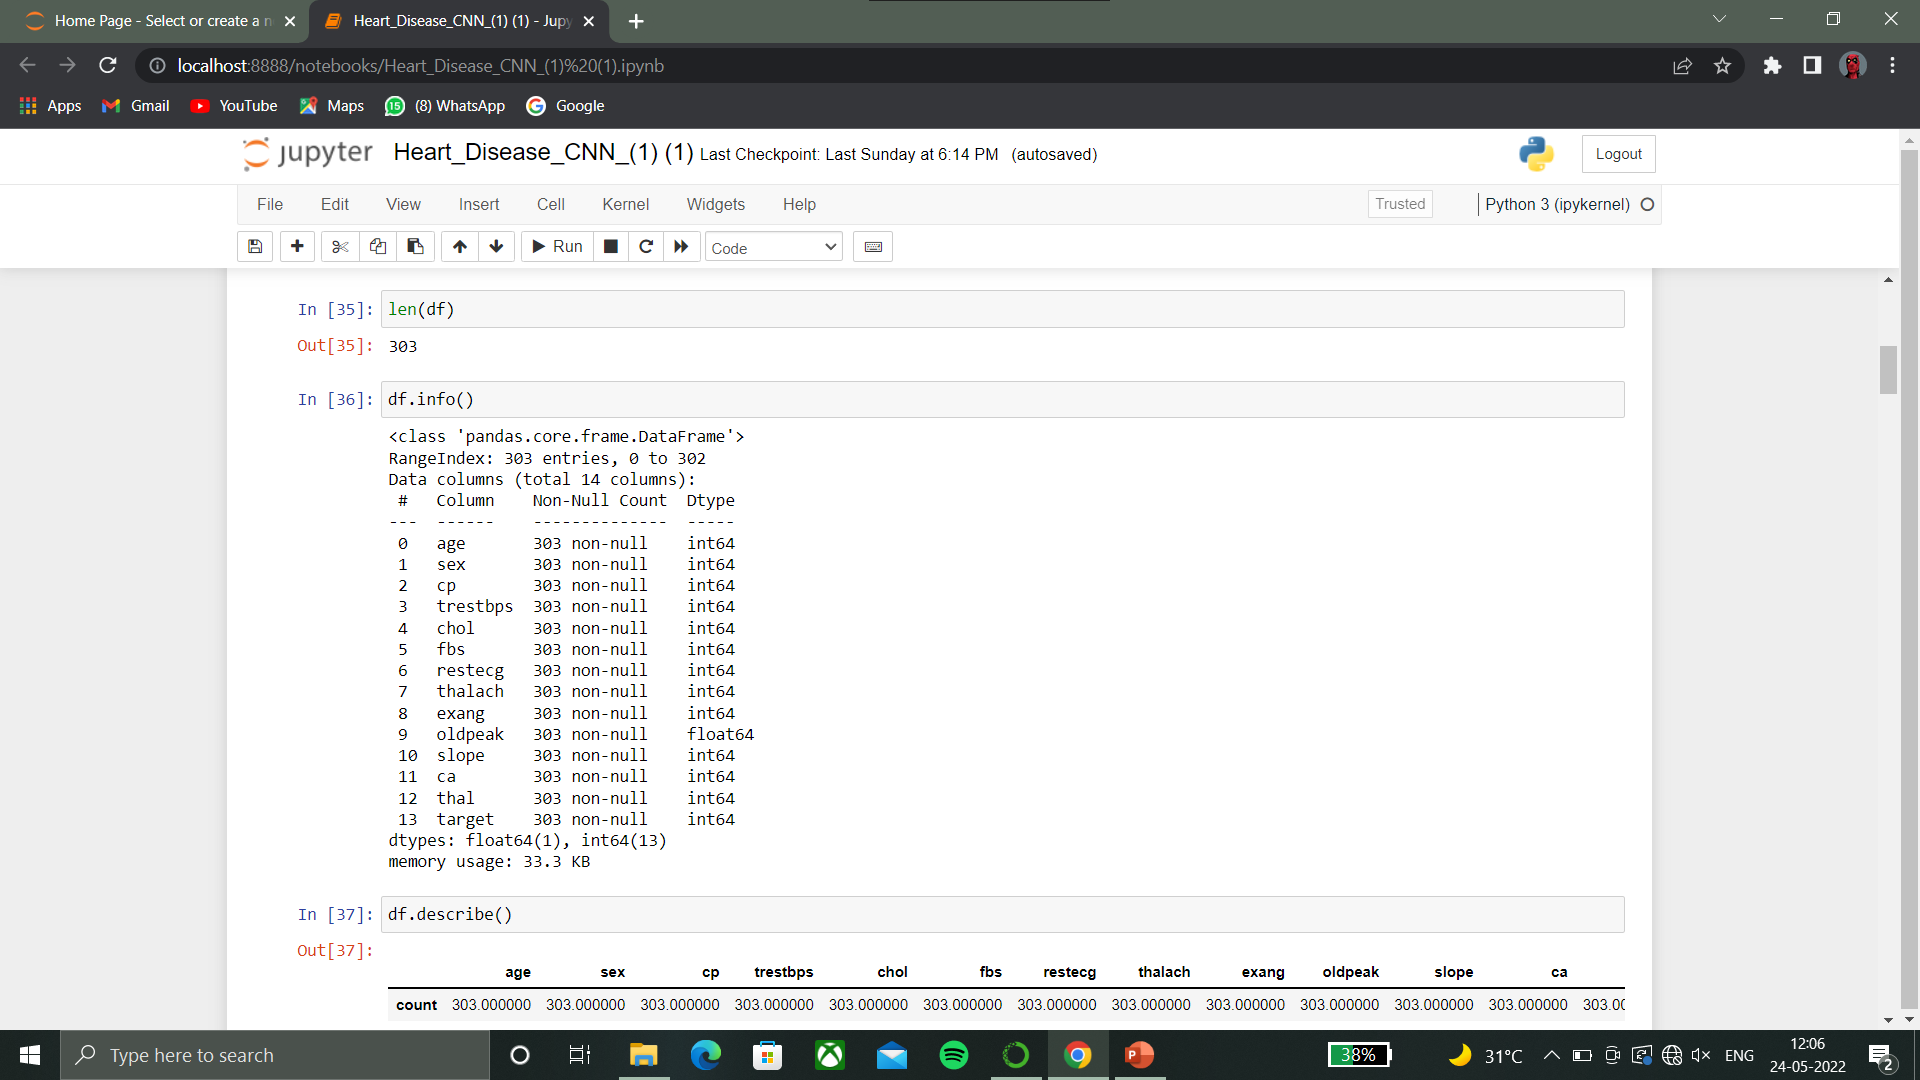 Home Page - Select or create a n
Heart_Disease_CNN_(1) (1) - Jupy
localhost:8888/notebooks/Heart_Disease_CNN_(1)%20(1).ipynb
Apps Gmail YouTube Maps 15 (8) WhatsApp Google
jupyter Heart_Disease_CNN_(1) (1) Last Checkpoint: Last Sunday at 6:14 PM (autosaved) Logout
File Edit View Insert Cell Kernel Widgets Help Trusted Python 3 (ipykernel)
Run Code
In [35]: len(df)
Out[35]: 303
In [36]: df.info()
<class 'pandas.core.frame.DataFrame'>
RangeIndex: 303 entries, 0 to 302
Data columns (total 14 columns):
# Column Non-Null Count Dtype
--- ------ -------------- -----
0 age 303 non-null int64
1 sex 303 non-null int64
2 cp 303 non-null int64
3 trestbps 303 non-null int64
4 chol 303 non-null int64
5 fbs 303 non-null int64
6 restecg 303 non-null int64
7 thalach 303 non-null int64
8 exang 303 non-null int64
9 oldpeak 303 non-null float64
10 slope 303 non-null int64
11 ca 303 non-null int64
12 thal 303 non-null int64
13 target 303 non-null int64
dtypes: float64(1), int64(13)
memory usage: 33.3 KB
In [37]: df.describe()
Out[37]:
age sex cp trestbps chol fbs restecg thalach exang oldpeak slope ca
count 303.000000 303.000000 303.000000 303.000000 303.000000 303.000000 303.000000 303.000000 303.000000 303.000000 303.000000 303.000000 303.00
Type here to search
P
38%
31°C
ENG
12:06
24-05-2022
2